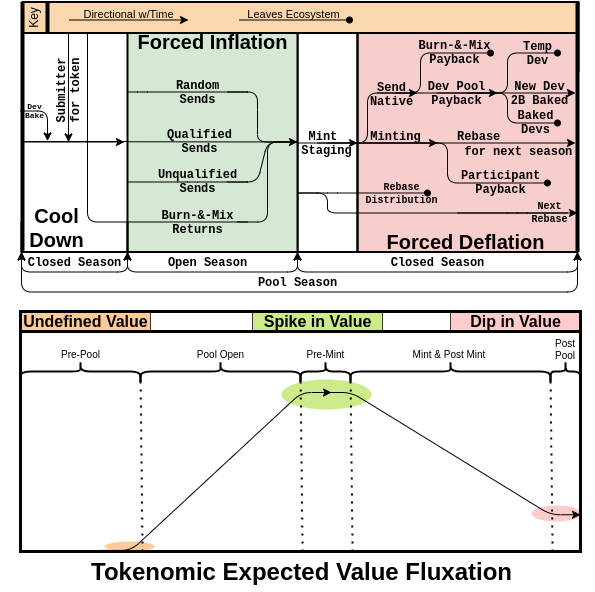 Key
Directional w/Time
Leaves Ecosystem
Forced Inflation
Submitter
for token
Dev
Bake
Random
Sends
Qualified
Sends
Unqualified
Sends
Burn-&-Mix
Returns
Cool
Down
Mint
Staging
Burn-&-Mix
Payback
Temp
Dev
Send
Native
Dev Pool
Payback
New Dev
2B Baked
Baked
Devs
Minting
Rebase
for next season
Participant
Payback
Rebase
Distribution
Next
Rebase
Forced Deflation
Closed Season
Open Season
Closed Season
Pool Season
Undefined Value
Spike in Value
Dip in Value
Pre-Pool
Pool Open
Pre-Mint
Mint & Post Mint
Post
Pool
Tokenomic Expected Value Fluxation